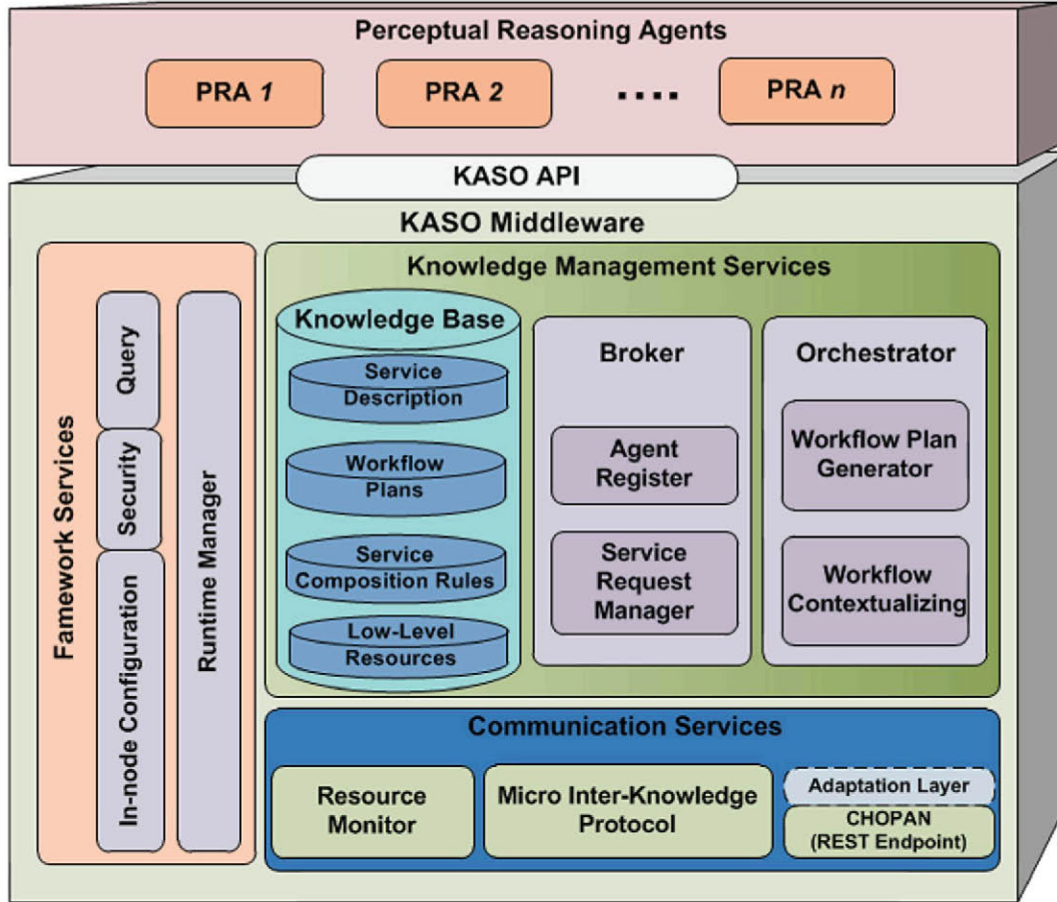 Perceptual Reasoning Agents
PRA 1
PRA 2
....
PRA n
KASO API
KASO Middleware
Famework Services
Query
Security
In-node Configuration
Runtime Manager
Knowledge Management Services
Knowledge Base
Service
Description
Workflow
Plans
Service
Composition Rules
Low-Level
Resources
Broker
Agent
Register
Service
Request
Manager
Orchestrator
Workflow Plan
Generator
Workflow
Contextualizing
Communication Services
Resource
Monitor
Micro Inter-Knowledge
Protocol
Adaptation Layer
CHOPAN
(REST Endpoint)